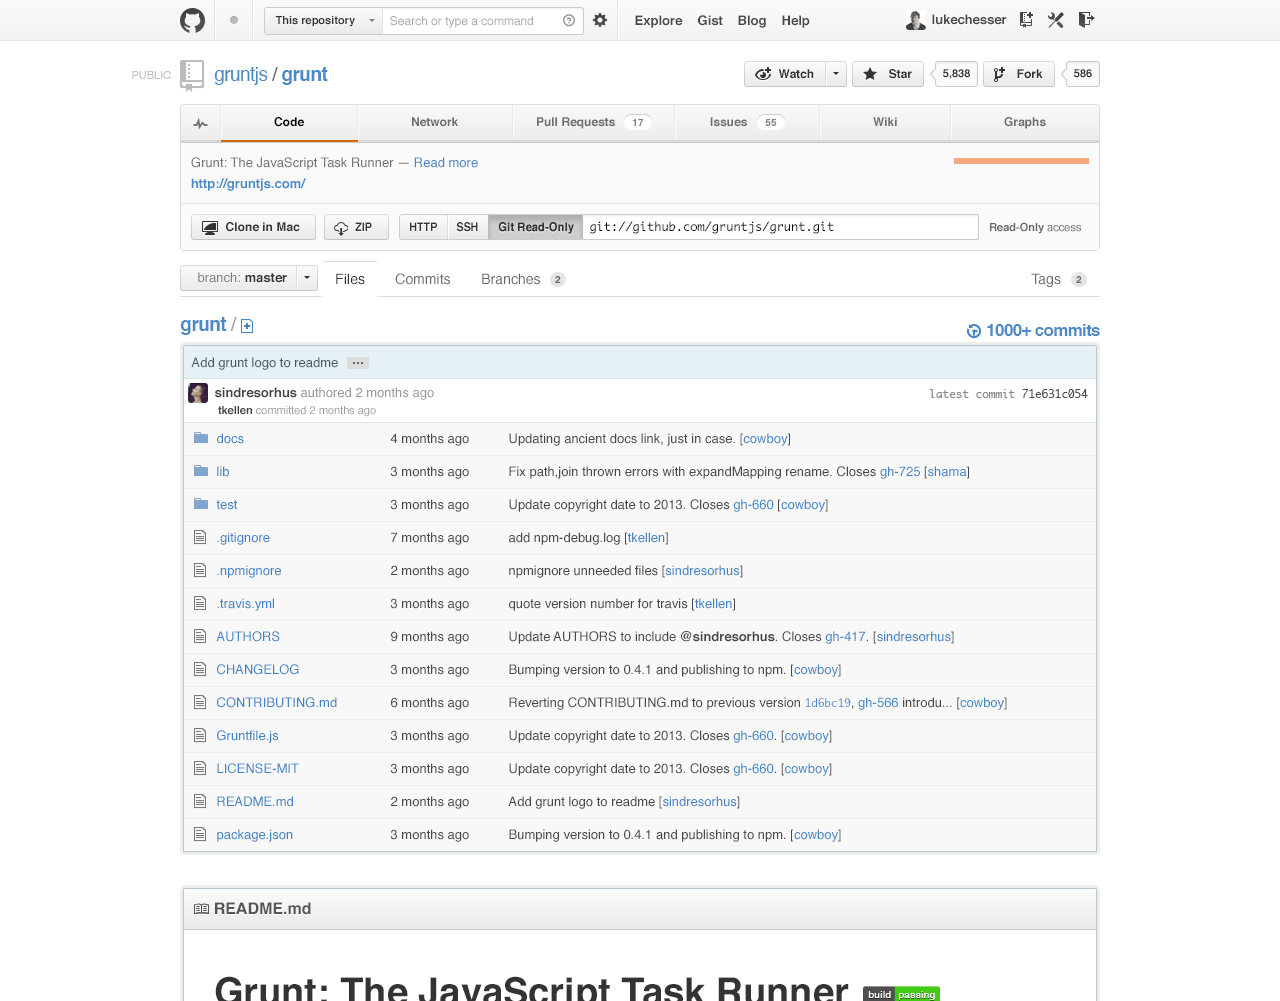 This repository Search or type a command Explore Gist Blog Help lukechesser
PUBLIC gruntjs / grunt Watch Star 5,838 Fork 586
Code Network Pull Requests 17 Issues 55 Wiki Graphs
Grunt: The JavaScript Task Runner — Read more
http://gruntjs.com/
Clone in Mac ZIP HTTP SSH Git Read-Only git://github.com/gruntjs/grunt.git Read-Only access
branch: master Files Commits Branches 2 Tags 2
grunt / 1000+ commits
Add grunt logo to readme ...
sindresorhus authored 2 months ago latest commit 71e631c054
tkellen committed 2 months ago
docs 4 months ago Updating ancient docs link, just in case. [cowboy]
lib 3 months ago Fix path,join thrown errors with expandMapping rename. Closes gh-725 [shama]
test 3 months ago Update copyright date to 2013. Closes gh-660 [cowboy]
.gitignore 7 months ago add npm-debug.log [tkellen]
.npmignore 2 months ago npmignore unneeded files [sindresorhus]
.travis.yml 3 months ago quote version number for travis [tkellen]
AUTHORS 9 months ago Update AUTHORS to include @sindresorhus. Closes gh-417. [sindresorhus]
CHANGELOG 3 months ago Bumping version to 0.4.1 and publishing to npm. [cowboy]
CONTRIBUTING.md 6 months ago Reverting CONTRIBUTING.md to previous version 1d6bc19, gh-566 introdu... [cowboy]
Gruntfile.js 3 months ago Update copyright date to 2013. Closes gh-660. [cowboy]
LICENSE-MIT 3 months ago Update copyright date to 2013. Closes gh-660. [cowboy]
README.md 2 months ago Add grunt logo to readme [sindresorhus]
package.json 3 months ago Bumping version to 0.4.1 and publishing to npm. [cowboy]
README.md
Grunt: The JavaScript Task Runner build passing